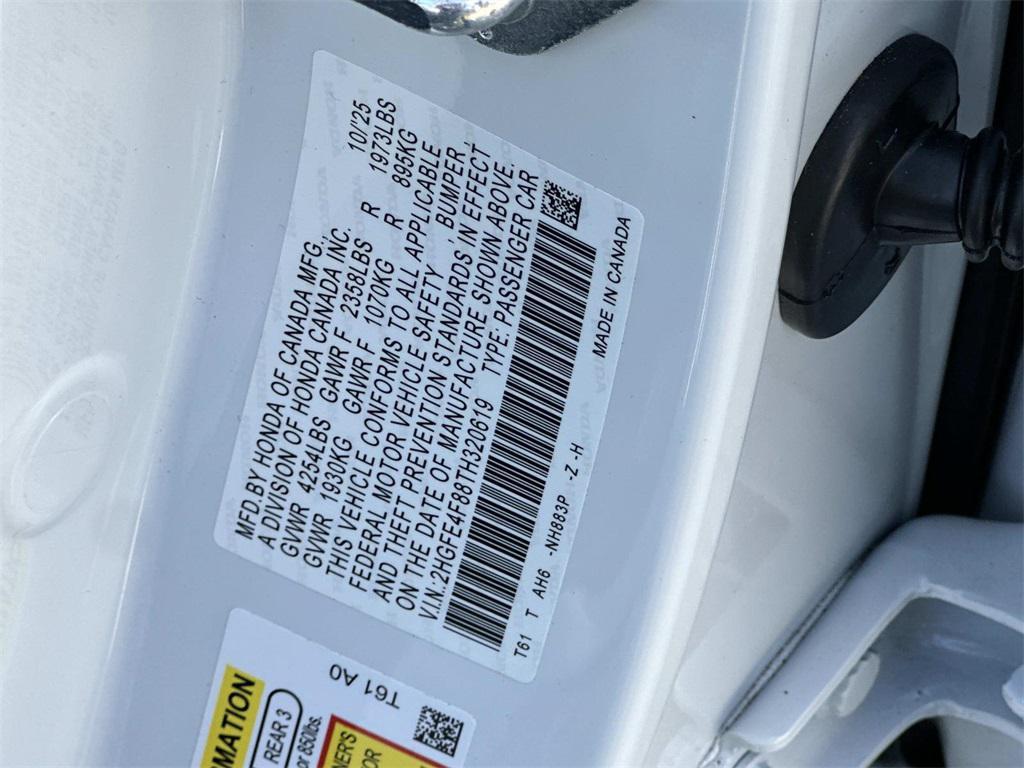 MFD.BY HONDA OF CANADA MFG. 10/'25
A DIVISION OF HONDA CANADA INC.
GVWR 4254LBS GAWR F 2358LBS R 1973LBS
GVWR 1930KG GAWR F 1070KG R 895KG
THIS VEHICLE CONFORMS TO ALL APPLICABLE
FEDERAL MOTOR VEHICLE SAFETY, BUMPER,
AND THEFT PREVENTION STANDARDS IN EFFECT
ON THE DATE OF MANUFACTURE SHOWN ABOVE.
V.I.N:2HGFE4F88TH320619 TYPE: PASSENGER CAR
T61 T AH6 -NH883P -Z -H MADE IN CANADA
REAR 3
or 850lbs.
T61 A0